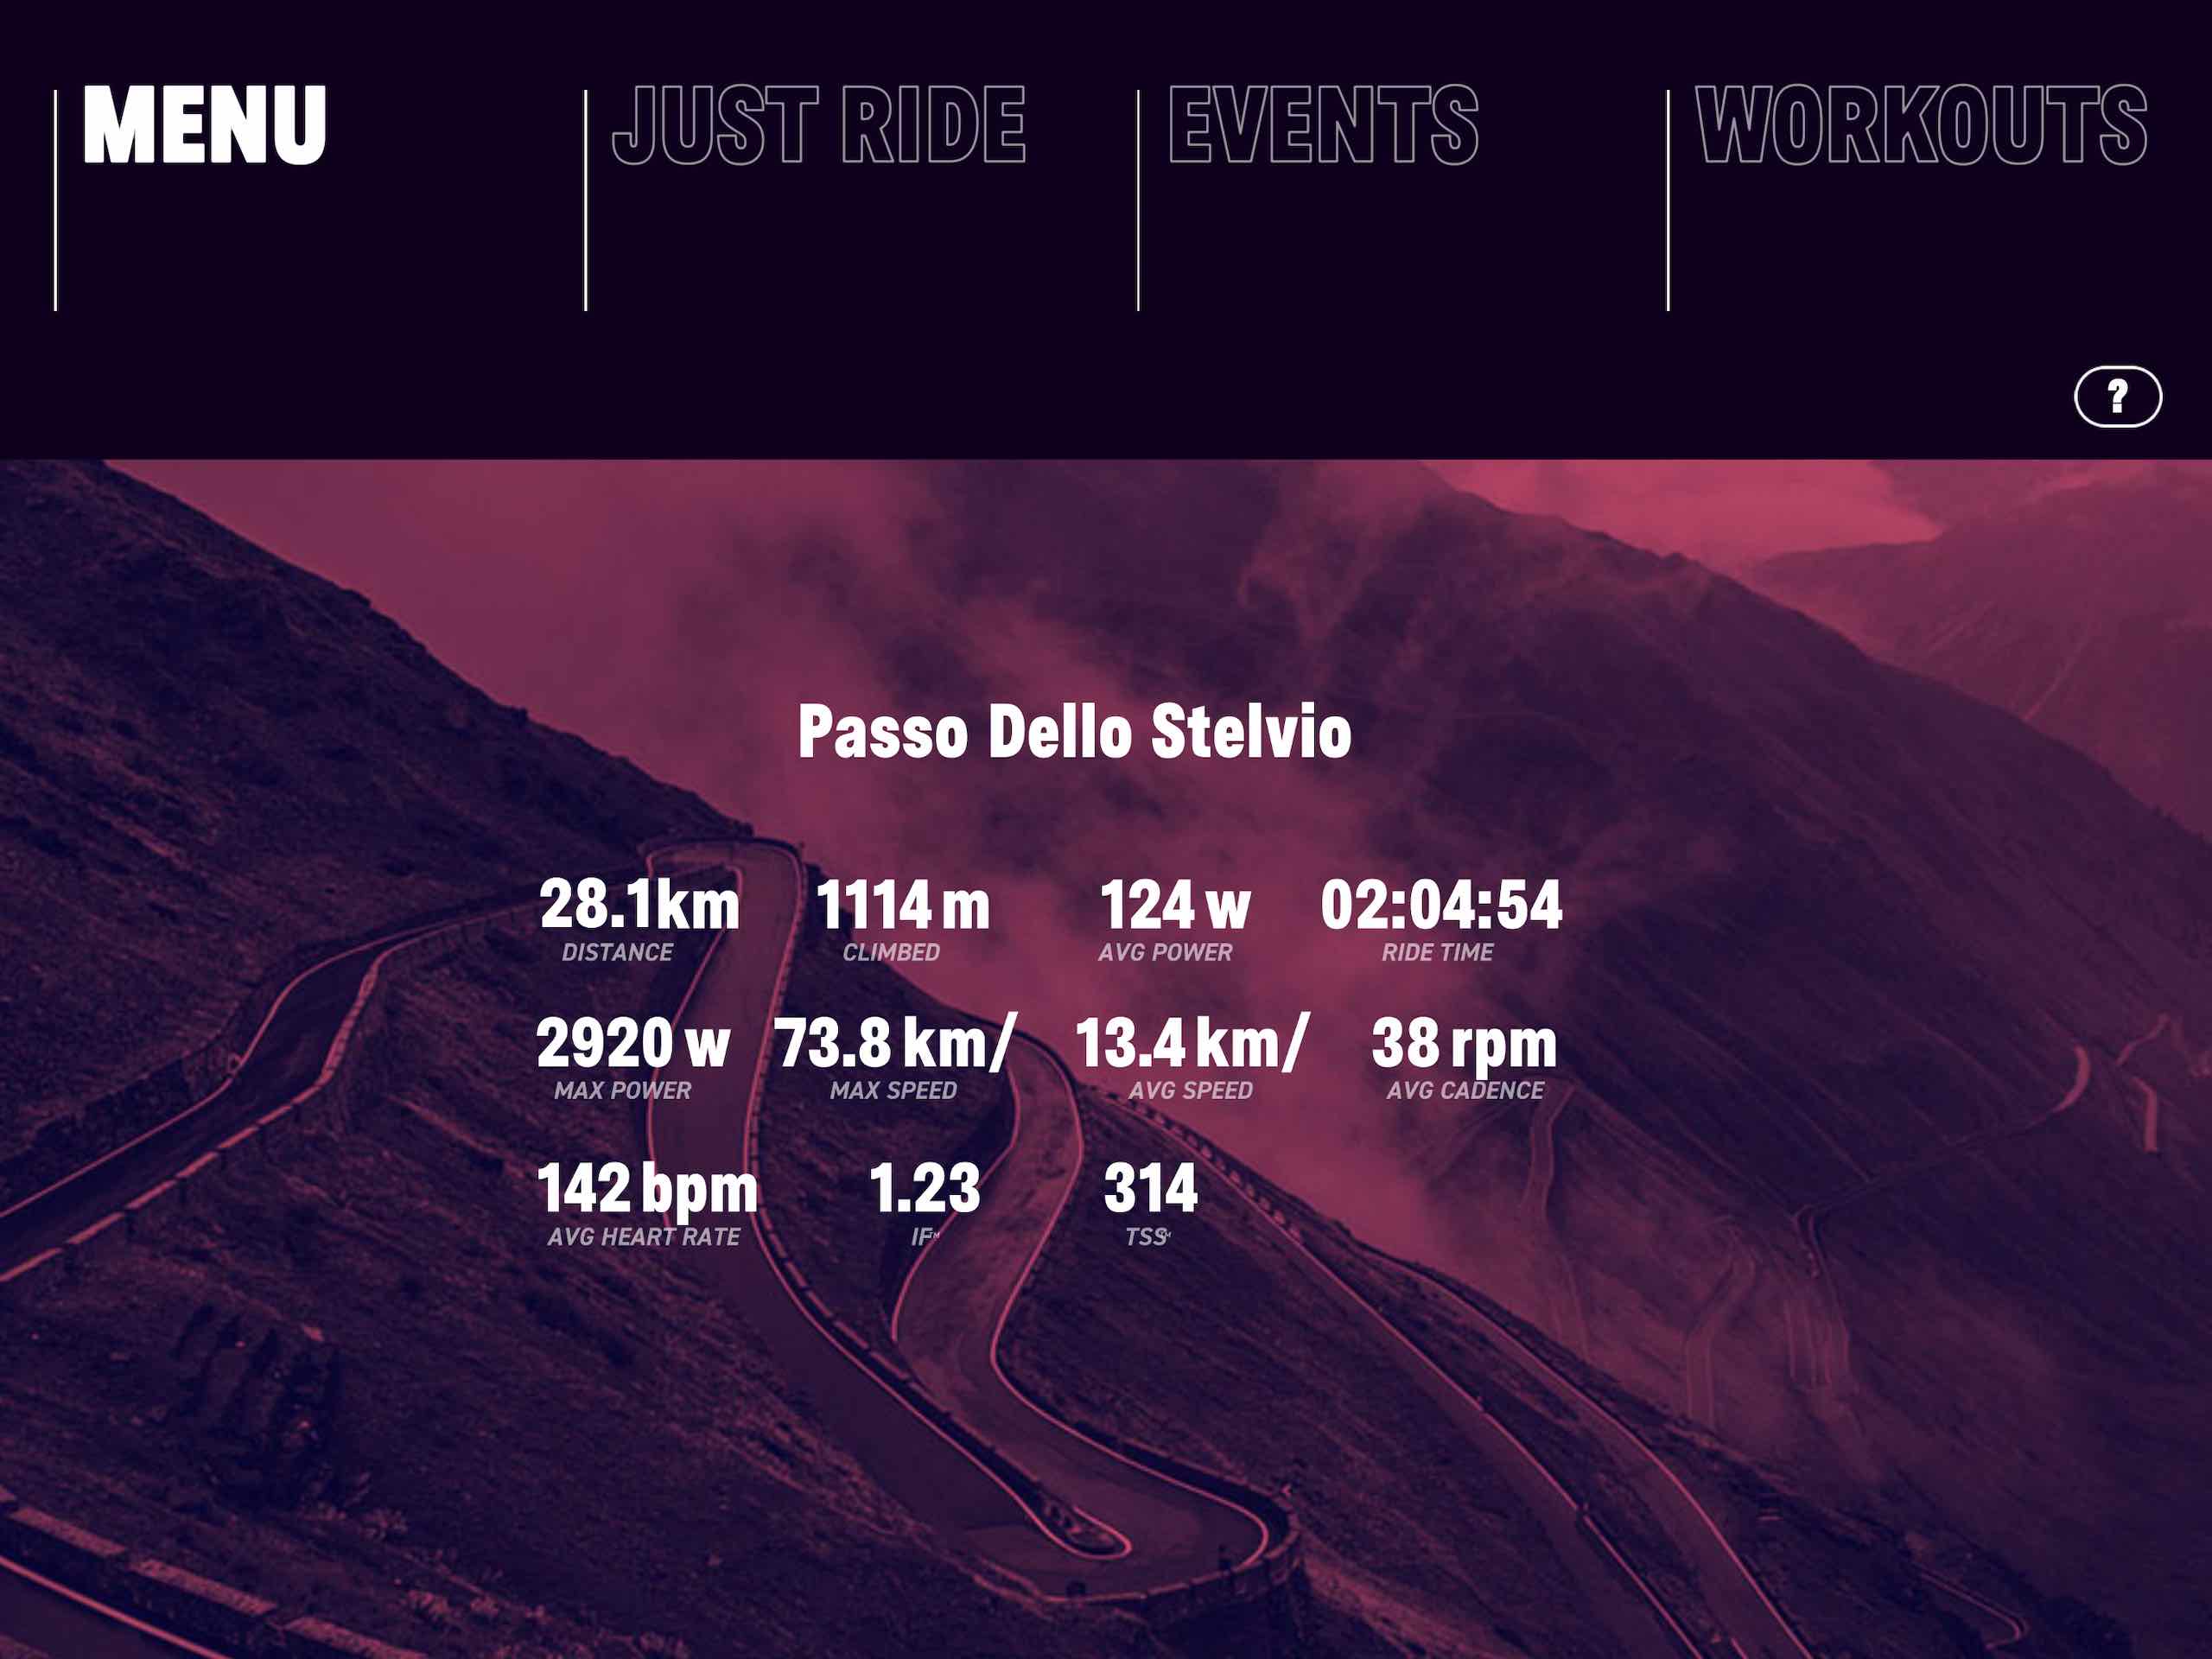 MENU JUST RIDE EVENTS WORKOUTS
?
Passo Dello Stelvio
28.1km 1114 m 124 w 02:04:54
DISTANCE CLIMBED AVG POWER RIDE TIME
2920 w 73.8 km/ 13.4 km/ 38 rpm
MAX POWER MAX SPEED AVG SPEED AVG CADENCE
142 bpm 1.23 314
AVG HEART RATE IF™ TSS™